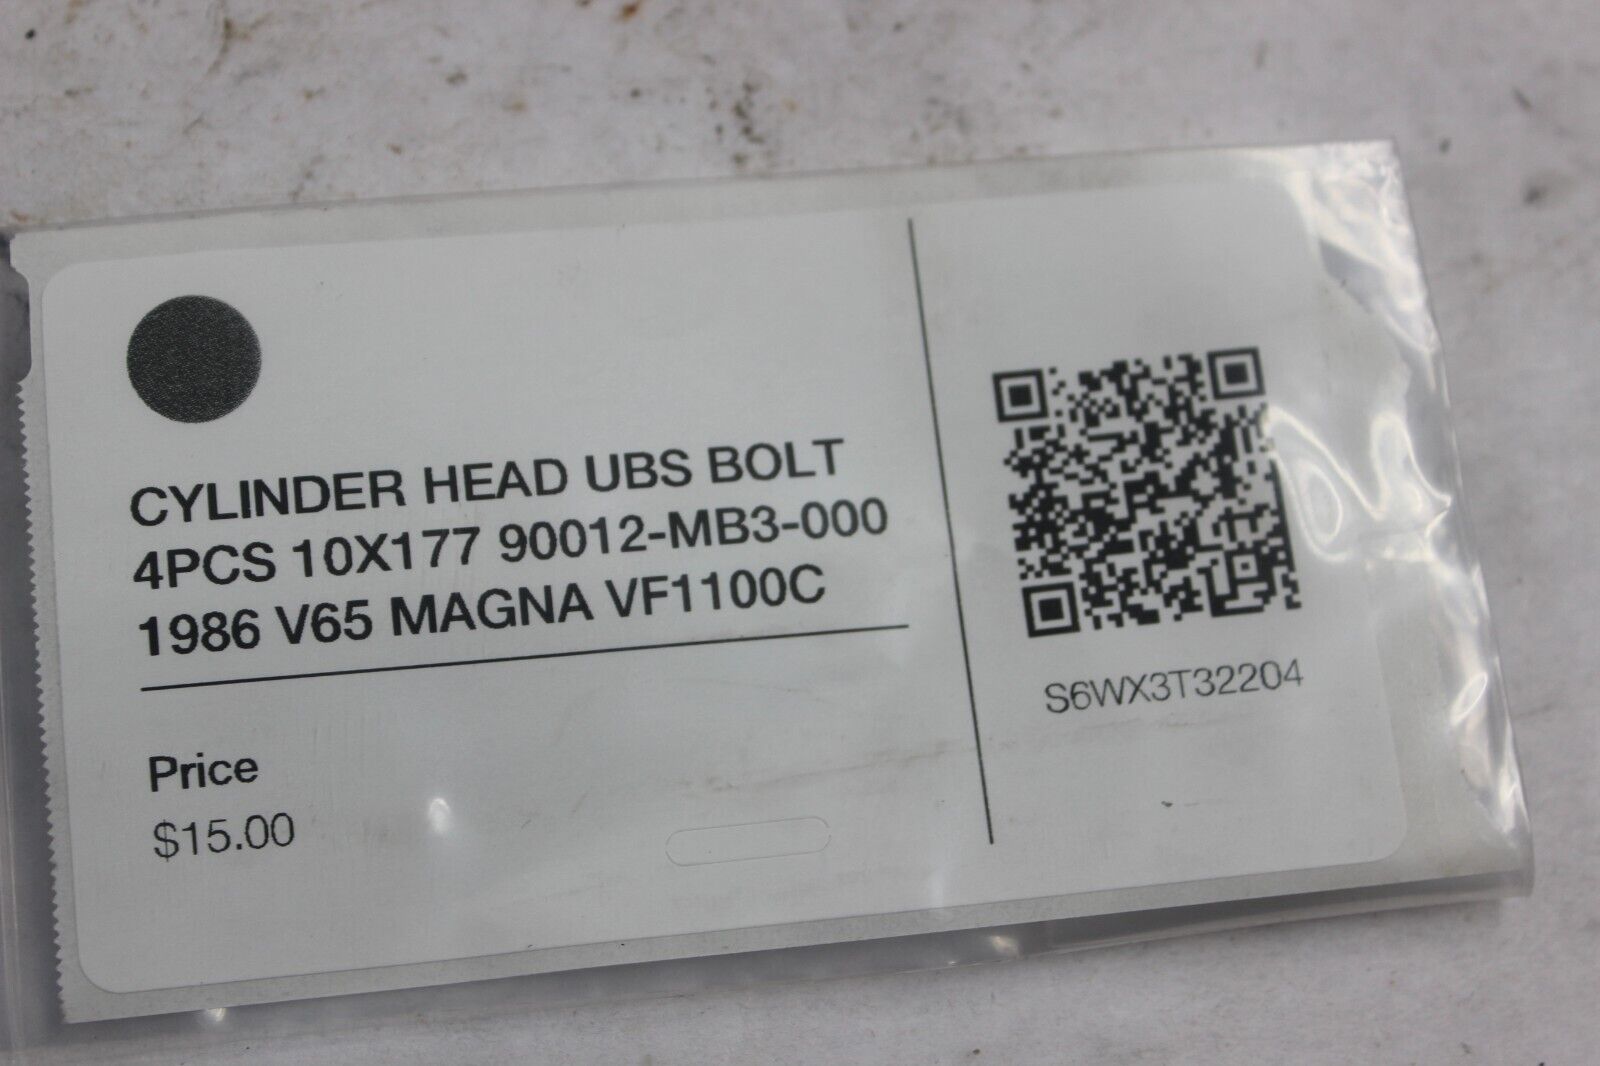 CYLINDER HEAD UBS BOLT
4PCS 10X177 90012-MB3-000
1986 V65 MAGNA VF1100C
Price
$15.00
S6WX3T32204